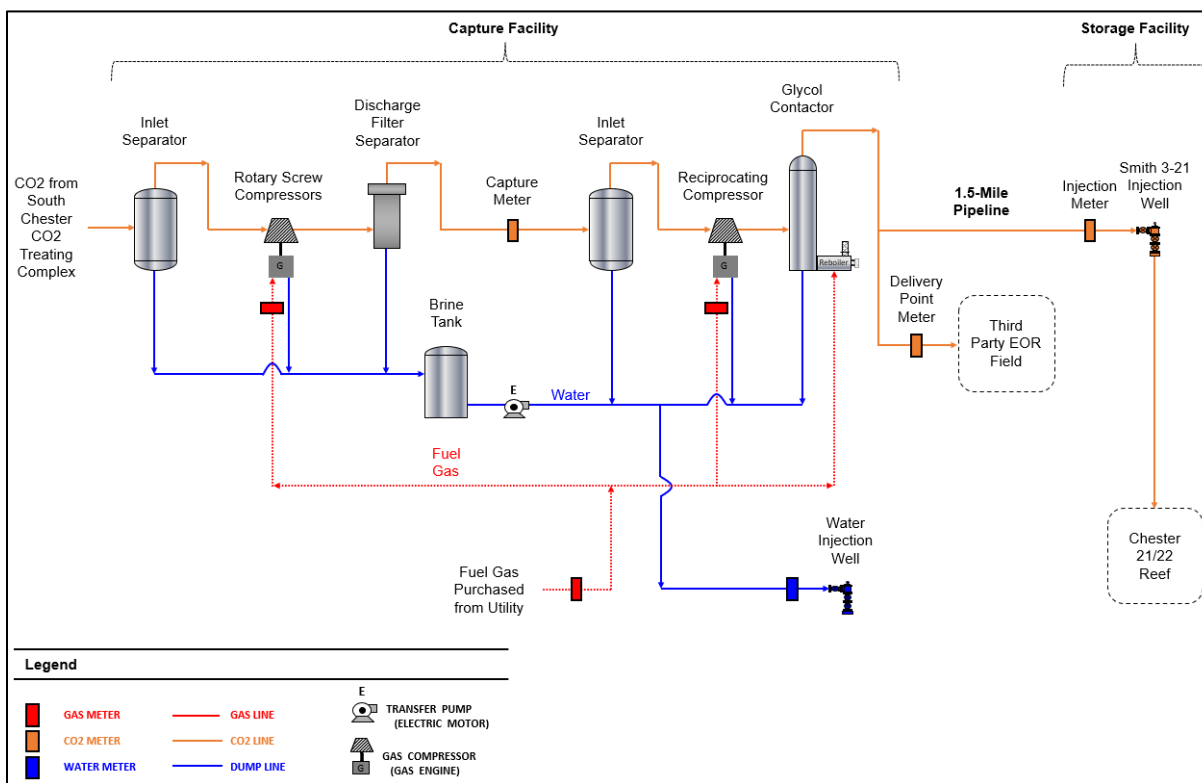 Capture Facility
Storage Facility
Inlet
Separator
Rotary Screw
Compressors
Discharge
Filter
Separator
Capture
Meter
Inlet
Separator
Reciprocating
Compressor
Glycol
Contactor
1.5-Mile
Pipeline
Injection
Meter
Smith 3-21
Injection
Well
CO2 from
South
Chester
CO2
Treating
Complex
G
G
Reboiler
Delivery
Point
Meter
Third
Party EOR
Field
Brine
Tank
E
Water
Fuel
Gas
Water
Injection
Well
Chester
21/22
Reef
Fuel Gas
Purchased
from Utility
Legend
GAS METER
GAS LINE
E
TRANSFER PUMP
(ELECTRIC MOTOR)
CO2 METER
CO2 LINE
WATER METER
DUMP LINE
G
GAS COMPRESSOR
(GAS ENGINE)